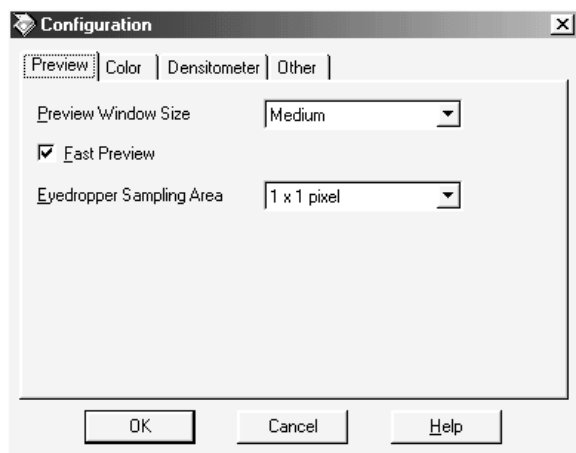 Configuration
Preview Color Densitometer Other
Preview Window Size Medium
Fast Preview
Eyedropper Sampling Area 1 x 1 pixel
OK Cancel Help